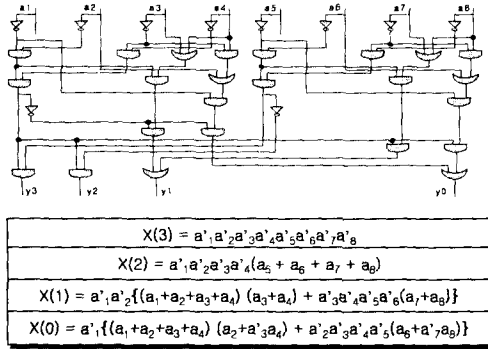 a1 a2 a3 a4 a5 a6 a7 a8
y3 y2 y1 y0
X(3) = a'₁a'₂a'₃a'₄a'₅a'₆a'₇a'₈
X(2) = a'₁a'₂a'₃a'₄(a₅ + a₆ + a₇ + a₈)
X(1) = a'₁a'₂{(a₁+a₂+a₃+a₄) (a₃+a₄) + a'₃a'₄a'₅a'₆(a₇+a₈)}
X(0) = a'₁{(a₁+a₂+a₃+a₄) (a₂+a'₃a₄) + a'₂a'₃a'₄a'₅(a₆+a'₇a₈)}